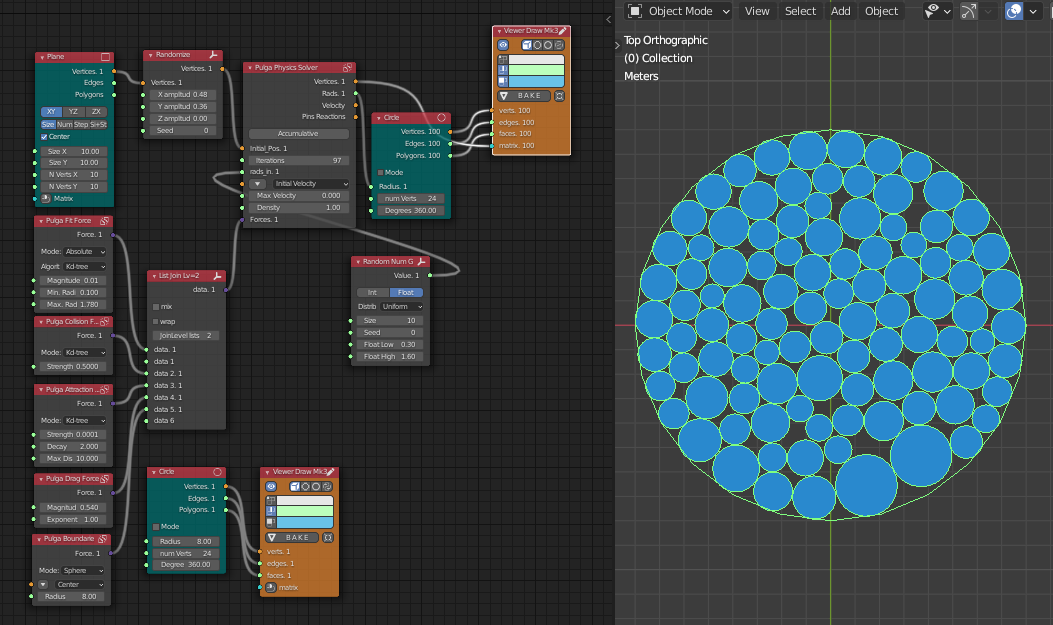 Plane
Vertices. 1
Edges
Polygons
XY YZ ZX
Size Num Step Si+St
Center
Size X 10.00
Size Y 10.00
N Verts X 10
N Verts Y 10
Matrix
Randomize
Vertices. 1
Vertices. 1
X amplitud 0.48
Y amplitud 0.36
Z amplitud 0.00
Seed 0
Pulga Physics Solver
Vertices. 1
Rads. 1
Velocity
Pins Reactions
Accumulative
Initial_Pos. 1
Iterations 97
rads_in. 1
Initial Velocity
Max Velocity 0.000
Density 1.00
Forces. 1
Circle
Vertices. 100
Edges. 100
Polygons. 100
Mode
Radius. 1
num Verts 24
Degrees 360.00
Viewer Draw Mk3
BAKE
verts. 100
edges. 100
faces. 100
matrix. 100
Pulga Fit Force
Force. 1
Mode: Absolute
Algorit Kd-tree
Magnitude 0.01
Min. Radi 0.100
Max. Rad 1.780
Pulga Collision F...
Force. 1
Mode: Kd-tree
Strength 0.5000
Pulga Attraction ...
Force. 1
Mode: Kd-tree
Strength 0.0001
Decay 2.000
Max Dis 10.000
Pulga Drag Force
Force. 1
Magnitud 0.540
Exponent 1.00
Pulga Boundarie
Force. 1
Mode: Sphere
Center
Radius 8.00
List Join Lv=2
data. 1
mix
wrap
JoinLevel lists 2
data. 1
data 1
data 2. 1
data 3. 1
data 4. 1
data 5. 1
data 6
Random Num G
Value. 1
Int Float
Distrib Uniform
Size 10
Seed 0
Float Low 0.30
Float High 1.60
Circle
Vertices. 1
Edges. 1
Polygons. 1
Mode
Radius 8.00
num Verts 24
Degree 360.00
Viewer Draw Mk3
BAKE
verts. 1
edges. 1
faces. 1
matrix
Object Mode View Select Add Object
Top Orthographic
(0) Collection
Meters